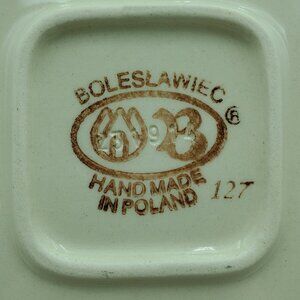 BOLESLAWIEC
B ®
HAND MADE
IN POLAND
127